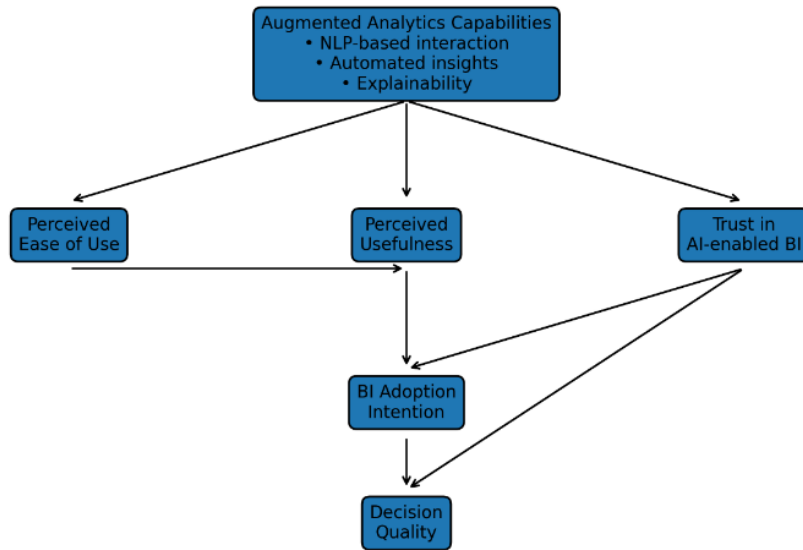 Augmented Analytics Capabilities
• NLP-based interaction
• Automated insights
• Explainability
Perceived
Ease of Use
Perceived
Usefulness
Trust in
AI-enabled BI
BI Adoption
Intention
Decision
Quality